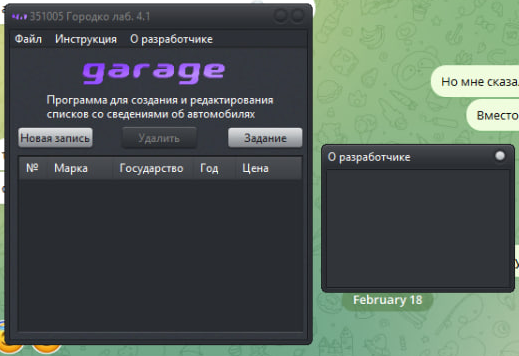 351005 Городко лаб. 4.1
Файл Инструкция О разработчике
garage
Программа для создания и редактирования
списков со сведениями об автомобилях
Новая запись Удалить Задание
№ Марка Государство Год Цена
Но мне сказа
Вместо
О разработчике
February 18